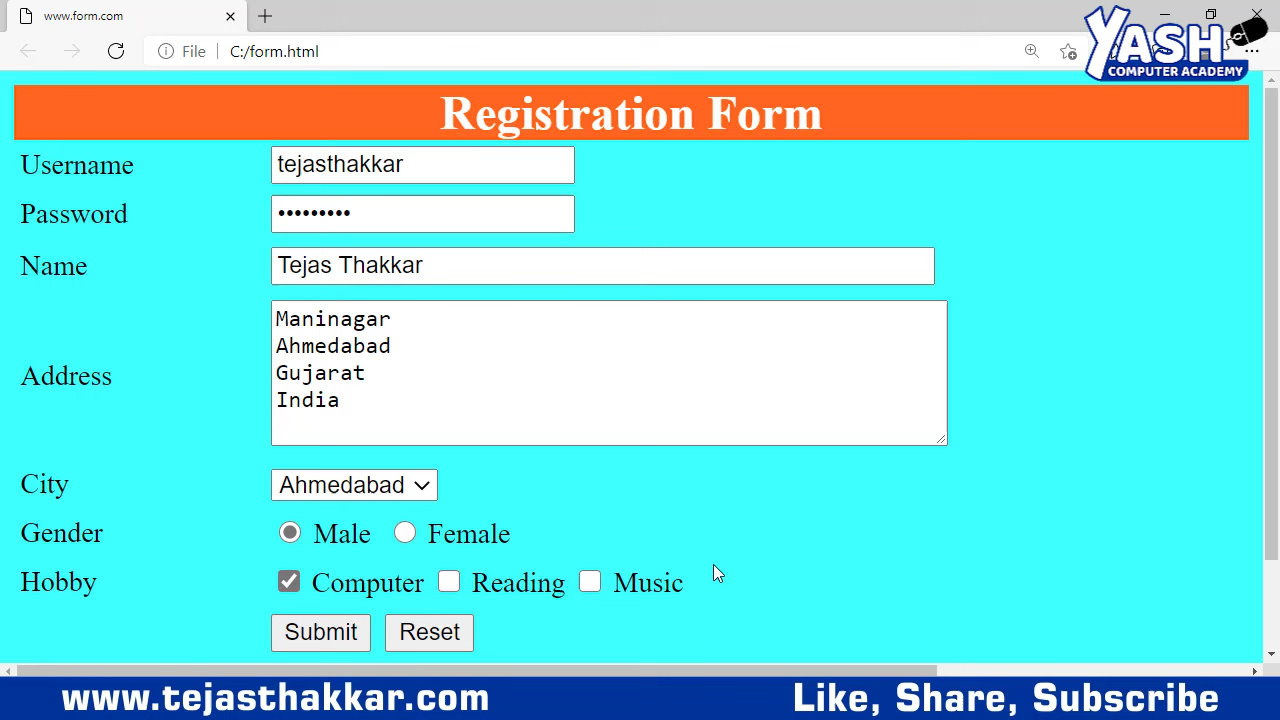 www.form.com
File C:/form.html
YASH
COMPUTER ACADEMY
Registration Form
Username tejasthakkar
Password •••••••••
Name Tejas Thakkar
Address
Maninagar
Ahmedabad
Gujarat
India
City Ahmedabad
Gender Male Female
Hobby Computer Reading Music
Submit Reset
www.tejasthakkar.com Like, Share, Subscribe